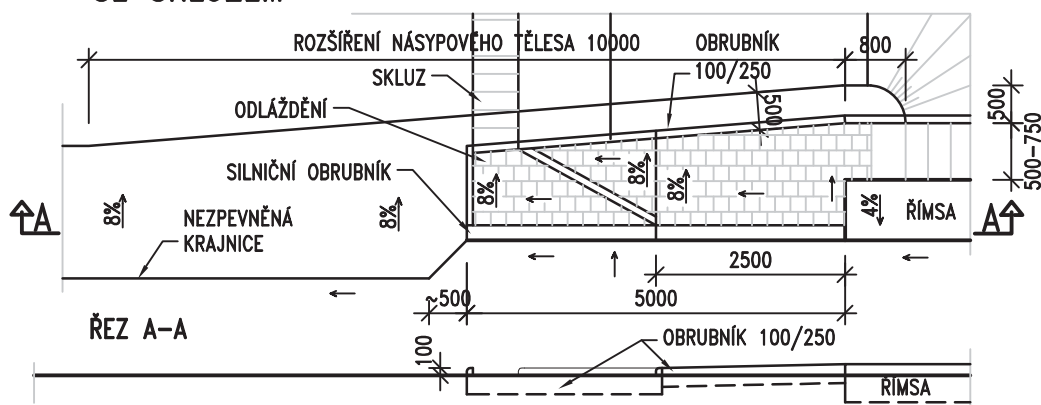 ROZŠÍŘENÍ NÁSYPOVÉHO TĚLESA 10000
OBRUBNÍK
100/250
800
SKLUZ
ODLÁŽDĚNÍ
500
500
500-750
SILNIČNÍ OBRUBNÍK
8%
8%
8%
8%
8%
4%
ŘÍMSA
A
A
NEZPEVNĚNÁ
KRAJNICE
2500
~500
5000
ŘEZ A-A
100
OBRUBNÍK 100/250
ŘÍMSA